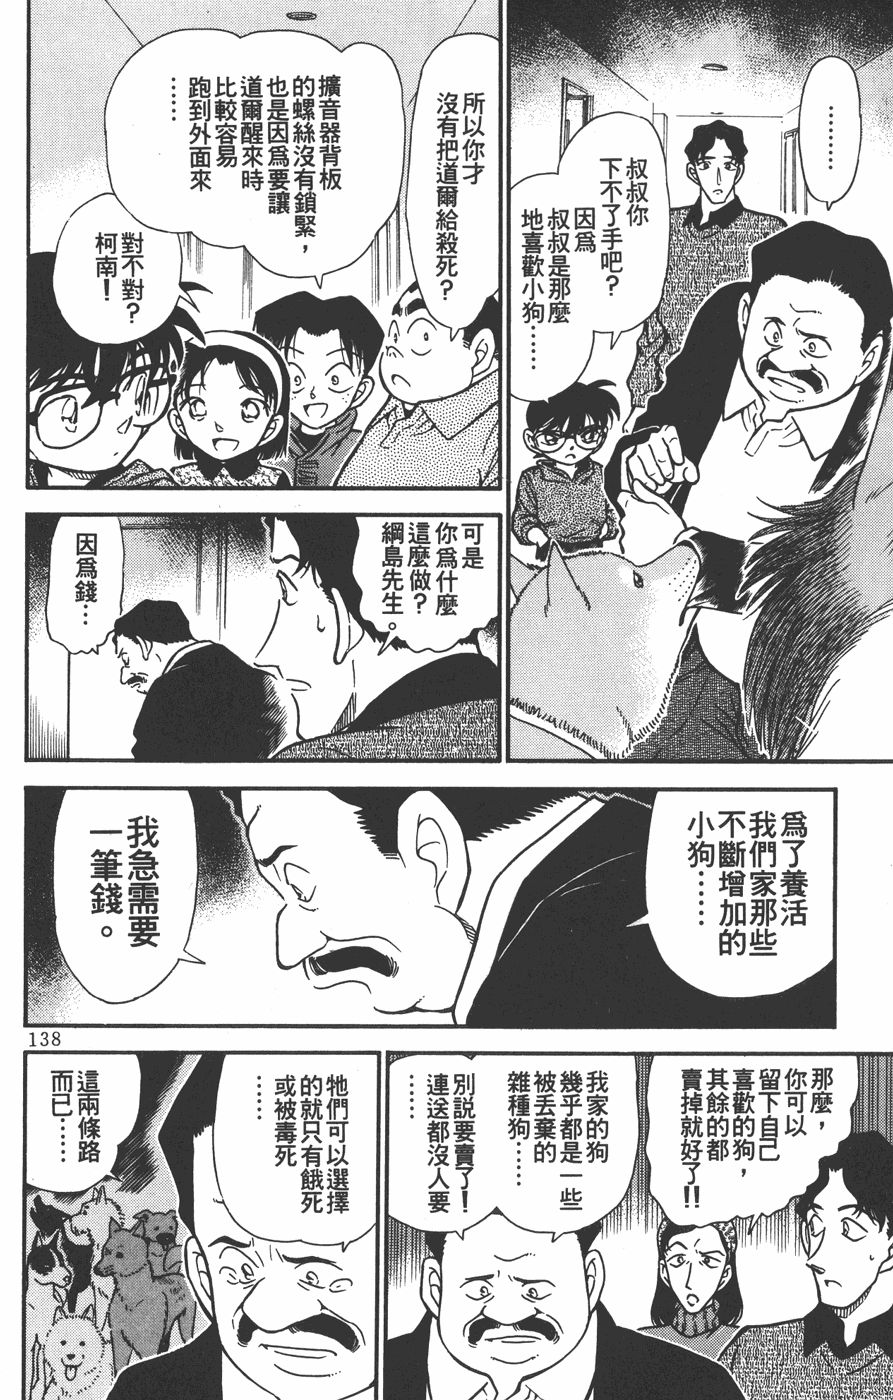 ………
叔叔你
下不了手吧？
因爲
叔叔是那麼
地喜歡小狗……
所以你才
沒有把道爾給殺死？
擴音器背板
的螺絲沒有鎖緊，
也是因爲要讓
道爾醒來時
比較容易
跑到外面來
……
對不對？
柯南！
可是
你爲什麼
這麼做？
綱島先生。
因爲錢…
爲了養活
我們家那些
不斷增加的
小狗……
我急需要
一筆錢。
138
那麼，
你可以
留下自己
喜歡的狗，
其餘的都
賣掉就好了!!
我家的狗
幾乎都是一些
被丟棄的
雜種狗…
別説要賣了！
連送都沒人要
……
牠們可以選擇
的就只有餓死
或被毒死
……
這兩條路
而已……